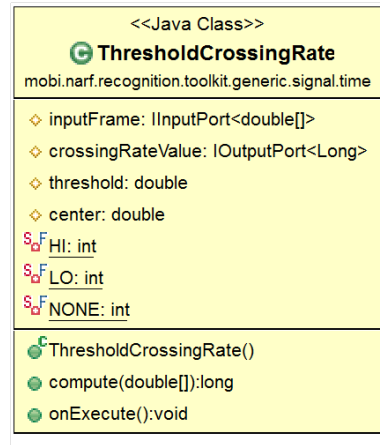 <<Java Class>>
ThresholdCrossingRate
mobi.narf.recognition.toolkit.generic.signal.time
inputFrame: IInputPort<double[]>
crossingRateValue: IOutputPort<Long>
threshold: double
center: double
HI: int
LO: int
NONE: int
ThresholdCrossingRate()
compute(double[]):long
onExecute():void